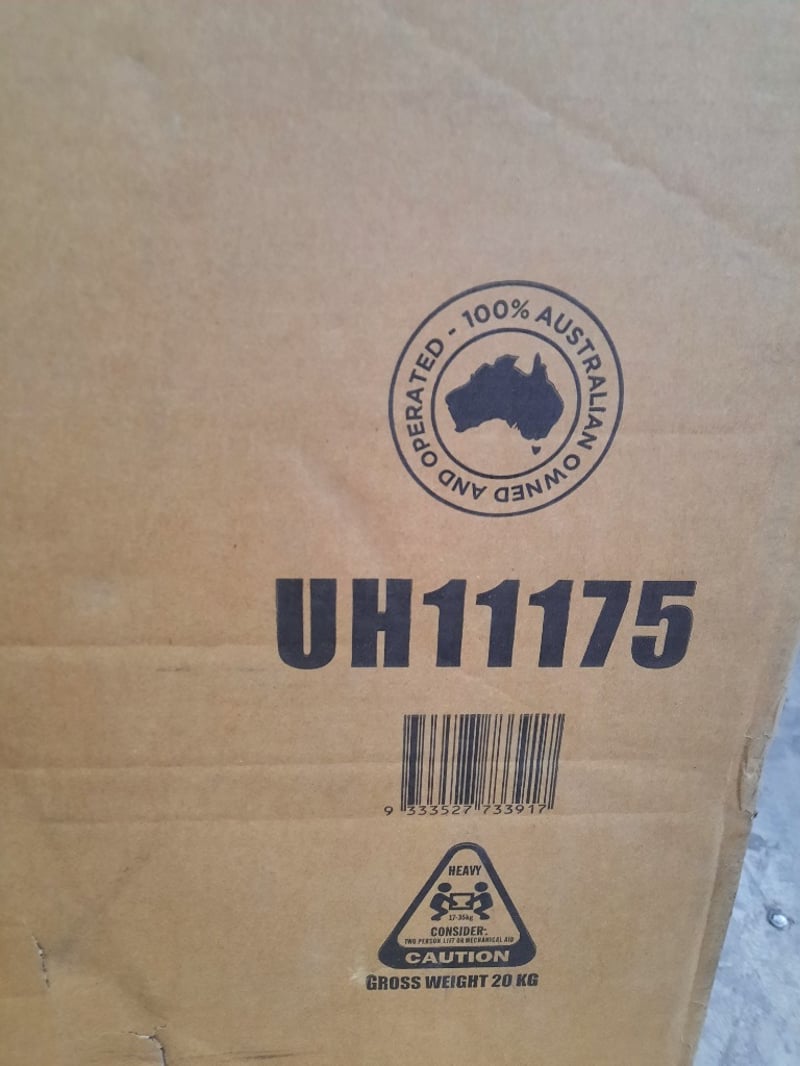 100% AUSTRALIAN OWNED AND OPERATED -
UH11175
9 333527 733917
HEAVY
17-35kg
CONSIDER:
TWO PERSON LIFT OR MECHANICAL AID
CAUTION
GROSS WEIGHT 20 KG